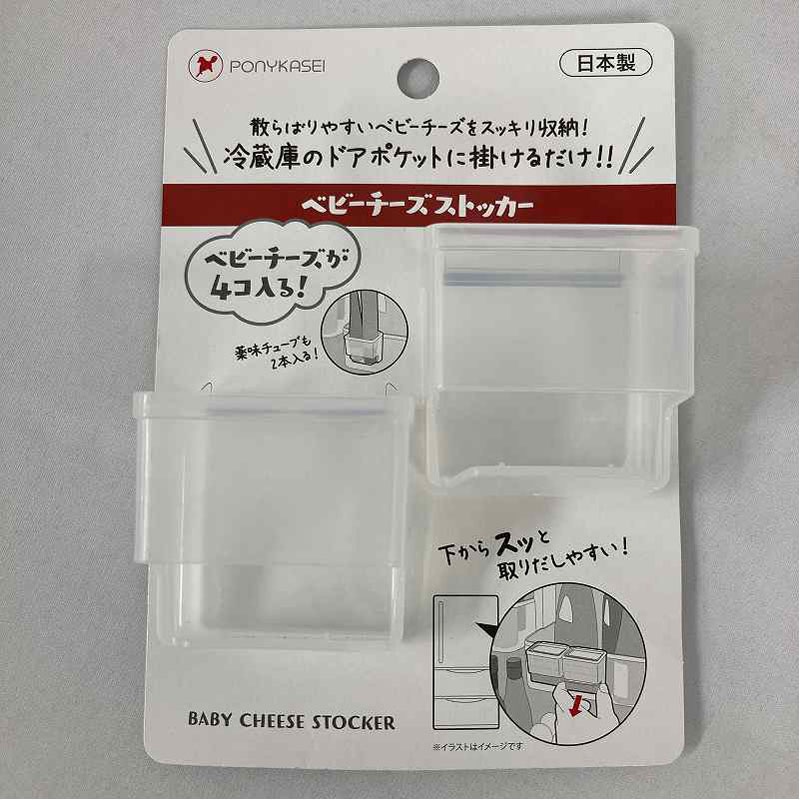 PONYKASEI
日本製
散らばりやすいベビーチーズをスッキリ収納!
冷蔵庫のドアポケットに掛けるだけ!!
ベビーチーズストッカー
ベビーチーズが
4コ入る!
薬味チューブも
2本入る!
下からスッと
取りだしやすい!
BABY CHEESE STOCKER
※イラストはイメージです